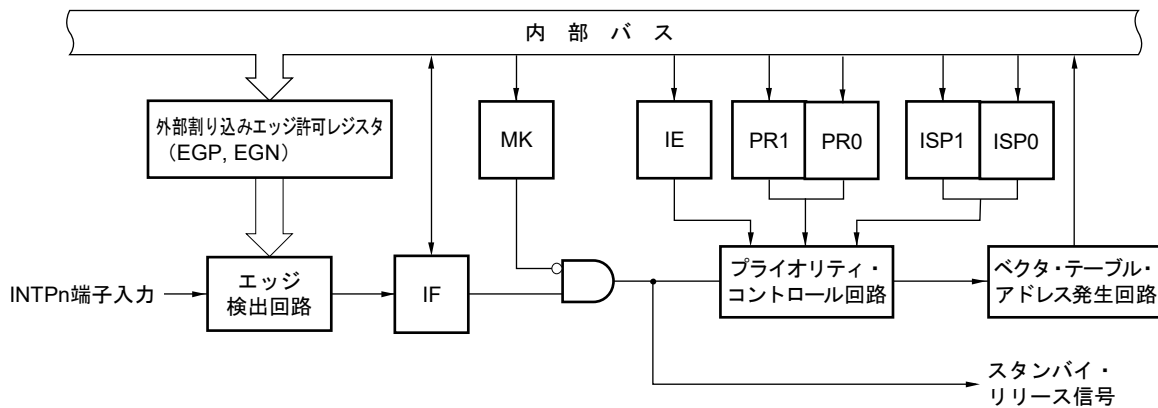 内 部 バ ス
外部割り込みエッジ許可レジスタ
(EGP, EGN)
MK
IE
PR1
PR0
ISP1
ISP0
INTPn端子入力
エッジ
検出回路
IF
プライオリティ・
コントロール回路
ベクタ・テーブル・
アドレス発生回路
スタンバイ・
リリース信号